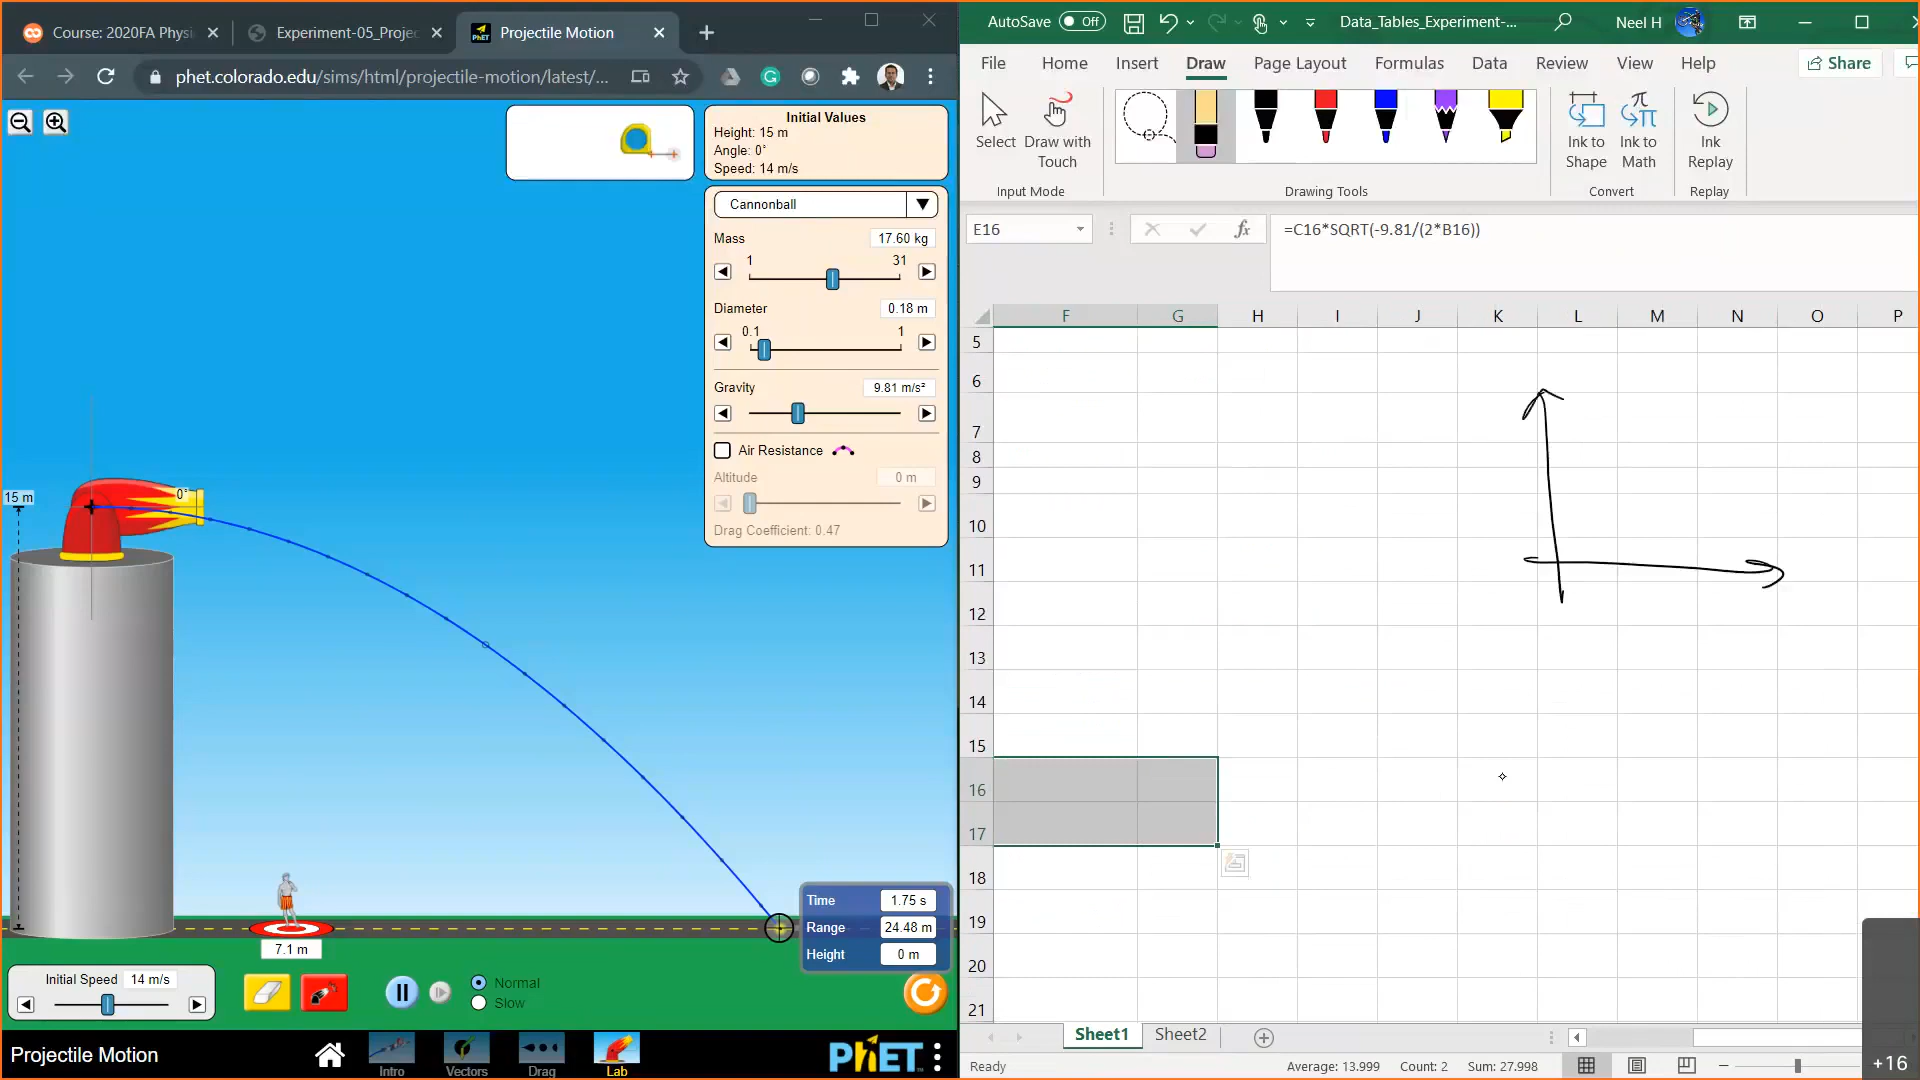 Course: 2020FA Physi
Experiment-05_Projec
Projectile Motion
phet.colorado.edu/sims/html/projectile-motion/latest/...
Initial Values
Height: 15 m
Angle: 0°
Speed: 14 m/s
Cannonball
Mass
17.60 kg
1
31
Diameter
0.18 m
0.1
1
Gravity
9.81 m/s²
Air Resistance
Altitude
0 m
Drag Coefficient: 0.47
15 m
0°
7.1 m
Time
1.75 s
Range
24.48 m
Height
0 m
Initial Speed
14 m/s
Normal
Slow
Projectile Motion
Intro
Vectors
Drag
Lab
PhET
AutoSave
Off
Data_Tables_Experiment-...
Neel H
File
Home
Insert
Draw
Page Layout
Formulas
Data
Review
View
Help
Share
Select
Draw with
Touch
Ink to
Shape
Ink to
Math
Ink
Replay
Input Mode
Drawing Tools
Convert
Replay
E16
fx
=C16*SQRT(-9.81/(2*B16))
F G H I J K L M N O P
5
6
7
8
9
10
11
12
13
14
15
16
17
18
19
20
21
Sheet1
Sheet2
Ready
Average: 13.999
Count: 2
Sum: 27.998
+16